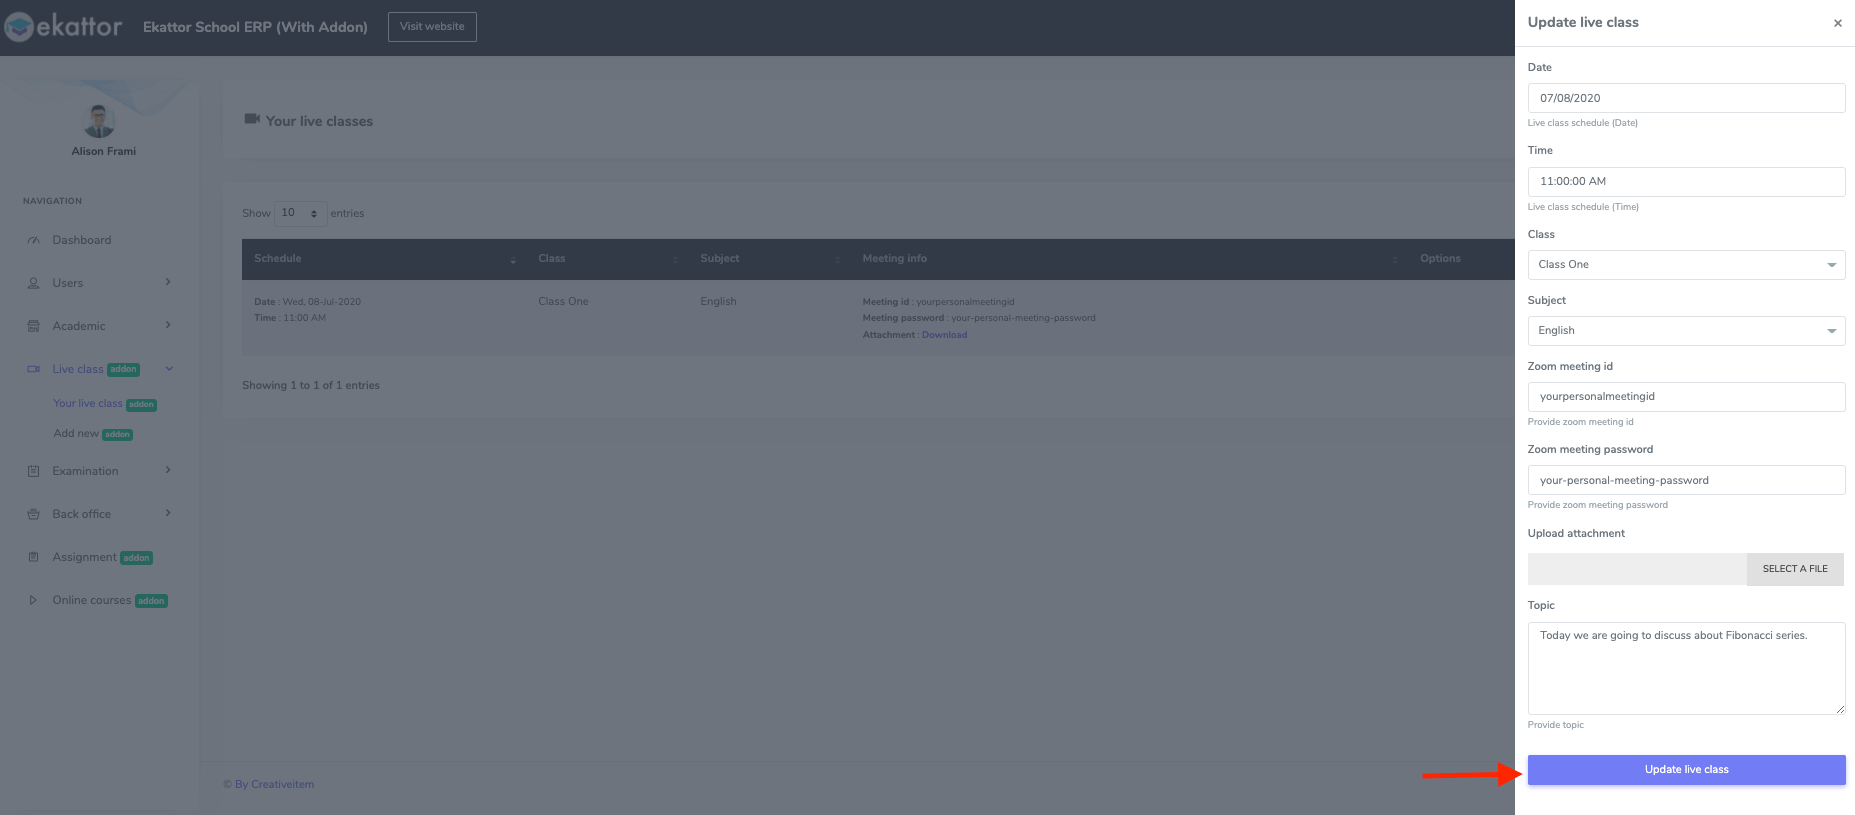 ekattor
Ekattor School ERP (With Addon)
Visit website
Alison Frami
NAVIGATION
Dashboard
Users
Academic
Live class addon
Your live class addon
Add new addon
Examination
Back office
Assignment addon
Online courses addon
Your live classes
Show 10 entries
Schedule Class Subject Meeting info Options
Date : Wed, 08-Jul-2020 Class One English Meeting id : yourpersonalmeetingid
Time : 11:00 AM Meeting password : your-personal-meeting-password
Attachment : Download
Showing 1 to 1 of 1 entries
© By Creativeitem
Update live class ×
Date
07/08/2020
Live class schedule (Date)
Time
11:00:00 AM
Live class schedule (Time)
Class
Class One
Subject
English
Zoom meeting id
yourpersonalmeetingid
Provide zoom meeting id
Zoom meeting password
your-personal-meeting-password
Provide zoom meeting password
Upload attachment
SELECT A FILE
Topic
Today we are going to discuss about Fibonacci series.
Provide topic
Update live class